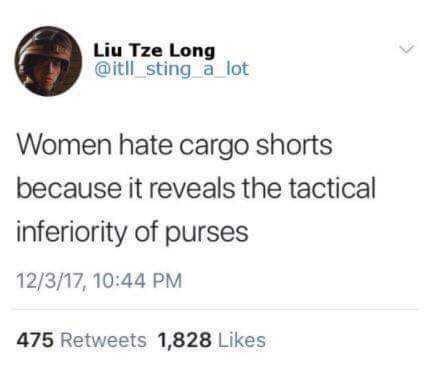 Liu Tze Long
@itll_sting_a_lot
Women hate cargo shorts
because it reveals the tactical
inferiority of purses
12/3/17, 10:44 PM
475 Retweets 1,828 Likes